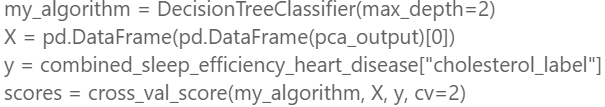 my_algorithm = DecisionTreeClassifier(max_depth=2)
X = pd.DataFrame(pd.DataFrame(pca_output)[0])
y = combined_sleep_efficiency_heart_disease["cholesterol_label"]
scores = cross_val_score(my_algorithm, X, y, cv=2)